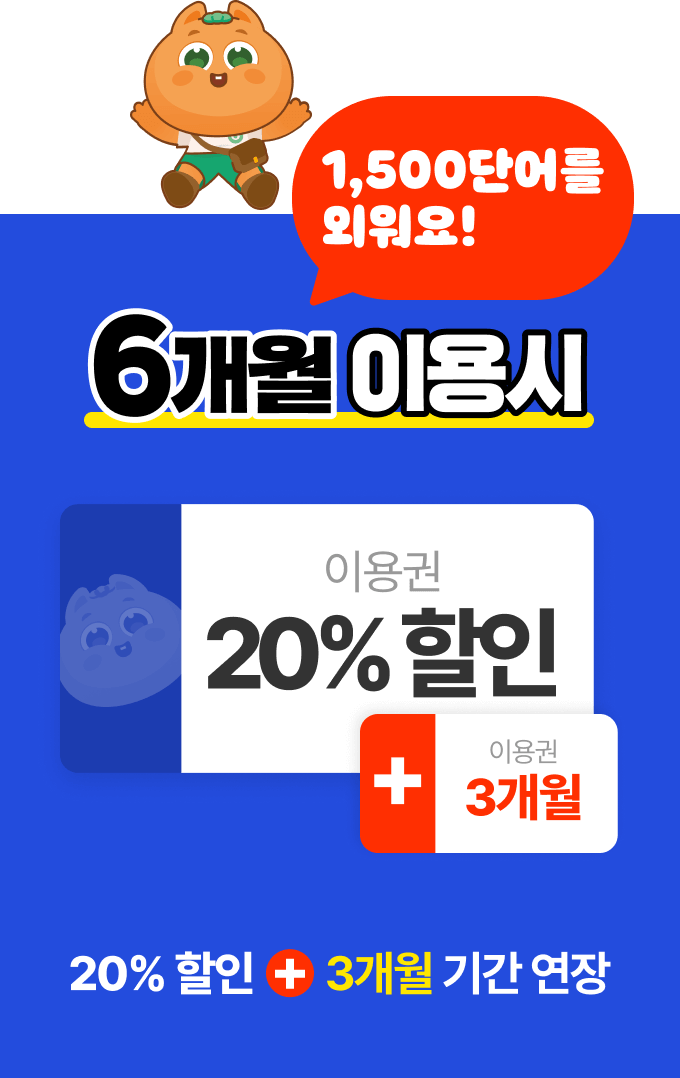 1,500단어를
외워요!
6개월 이용시
이용권
20% 할인
+
이용권
3개월
20% 할인 + 3개월 기간 연장